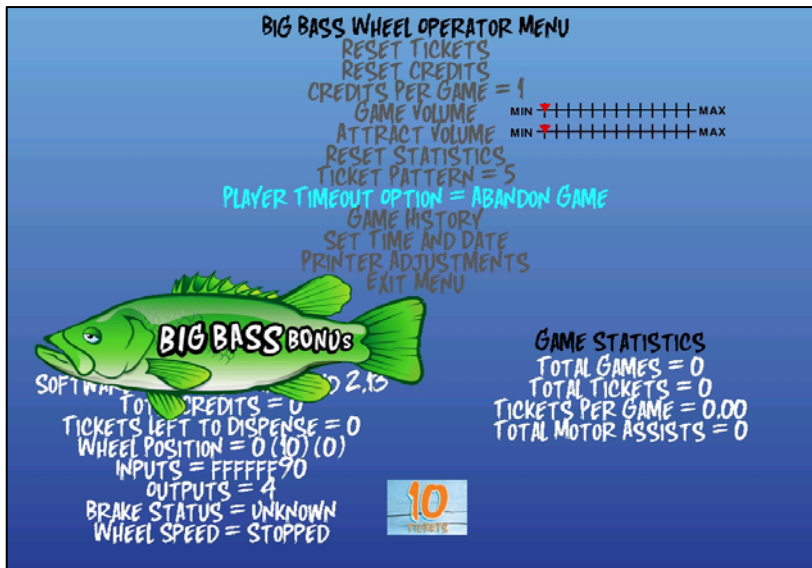 BIG BASS WHEEL OPERATOR MENU
RESET TICKETS
RESET CREDITS
CREDITS PER GAME = 1
GAME VOLUME MIN MAX
ATTRACT VOLUME MIN MAX
RESET STATISTICS
TICKET PATTERN = 5
PLAYER TIMEOUT OPTION = ABANDON GAME
GAME HISTORY
SET TIME AND DATE
PRINTER ADJUSTMENTS
EXIT MENU
BIG BASS BONUS
2.13
CREDITS = 0
TICKETS LEFT TO DISPENSE = 0
WHEEL POSITION = 0 (10) (0)
INPUTS = FFFFFF90
OUTPUTS = 4
BRAKE STATUS = UNKNOWN
WHEEL SPEED = STOPPED
GAME STATISTICS
TOTAL GAMES = 0
TOTAL TICKETS = 0
TICKETS PER GAME = 0.00
TOTAL MOTOR ASSISTS = 0
10
TICKETS